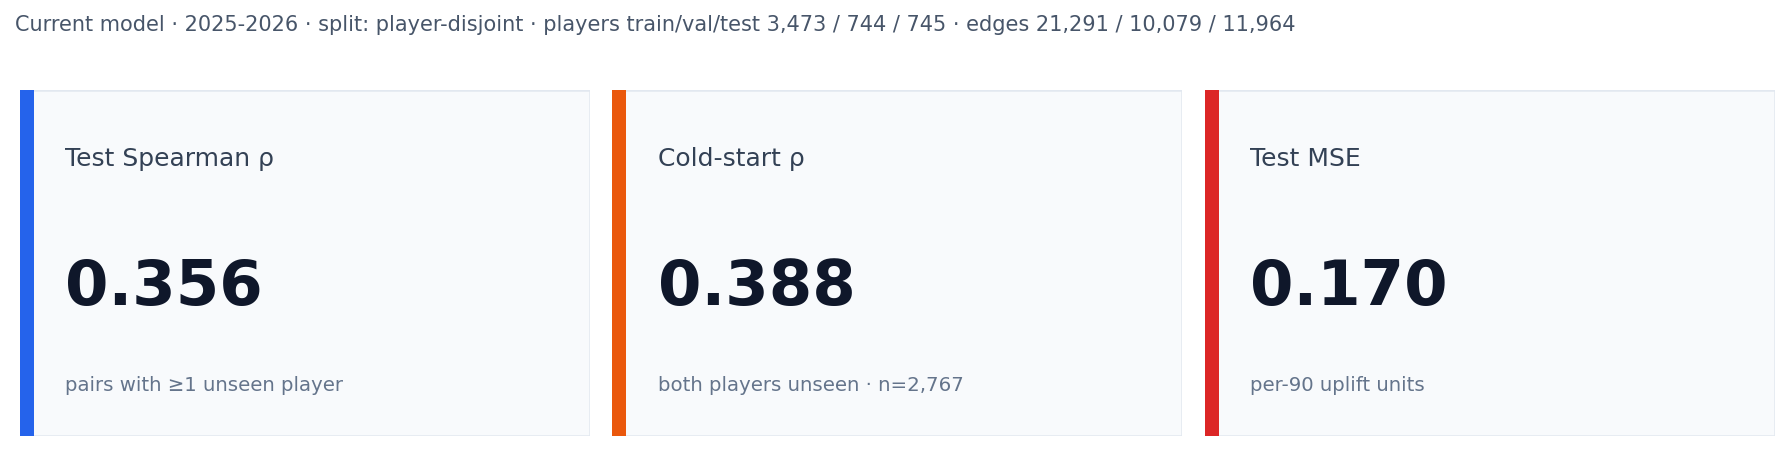 Current model · 2025-2026 · split: player-disjoint · players train/val/test 3,473 / 744 / 745 · edges 21,291 / 10,079 / 11,964
Test Spearman ρ
0.356
pairs with ≥1 unseen player
Cold-start ρ
0.388
both players unseen · n=2,767
Test MSE
0.170
per-90 uplift units